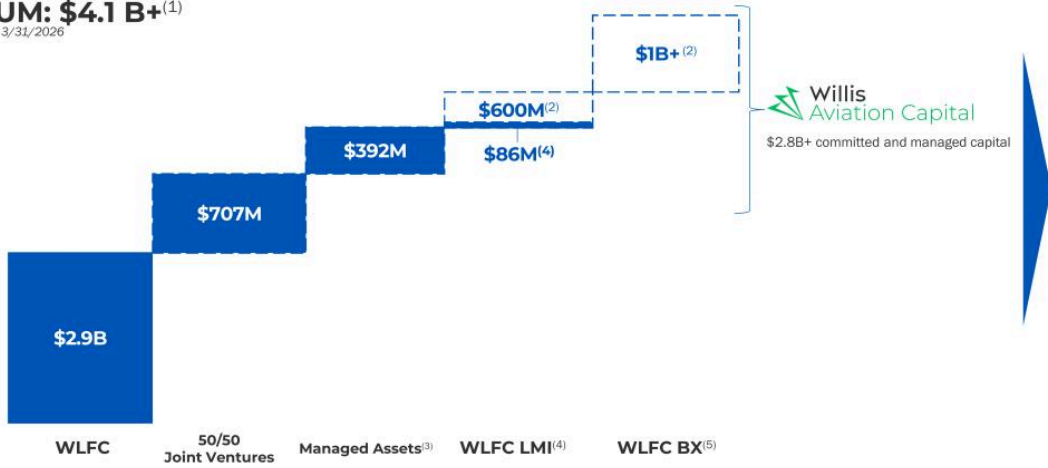 UM: $4.1 B+(1)
3/31/2026
$1B+ (2)
$600M(2)
$86M(4)
$392M
$707M
$2.9B
Willis
Aviation Capital
$2.8B+ committed and managed capital
WLFC
50/50
Joint Ventures
Managed Assets(3)
WLFC LMI(4)
WLFC BX(5)